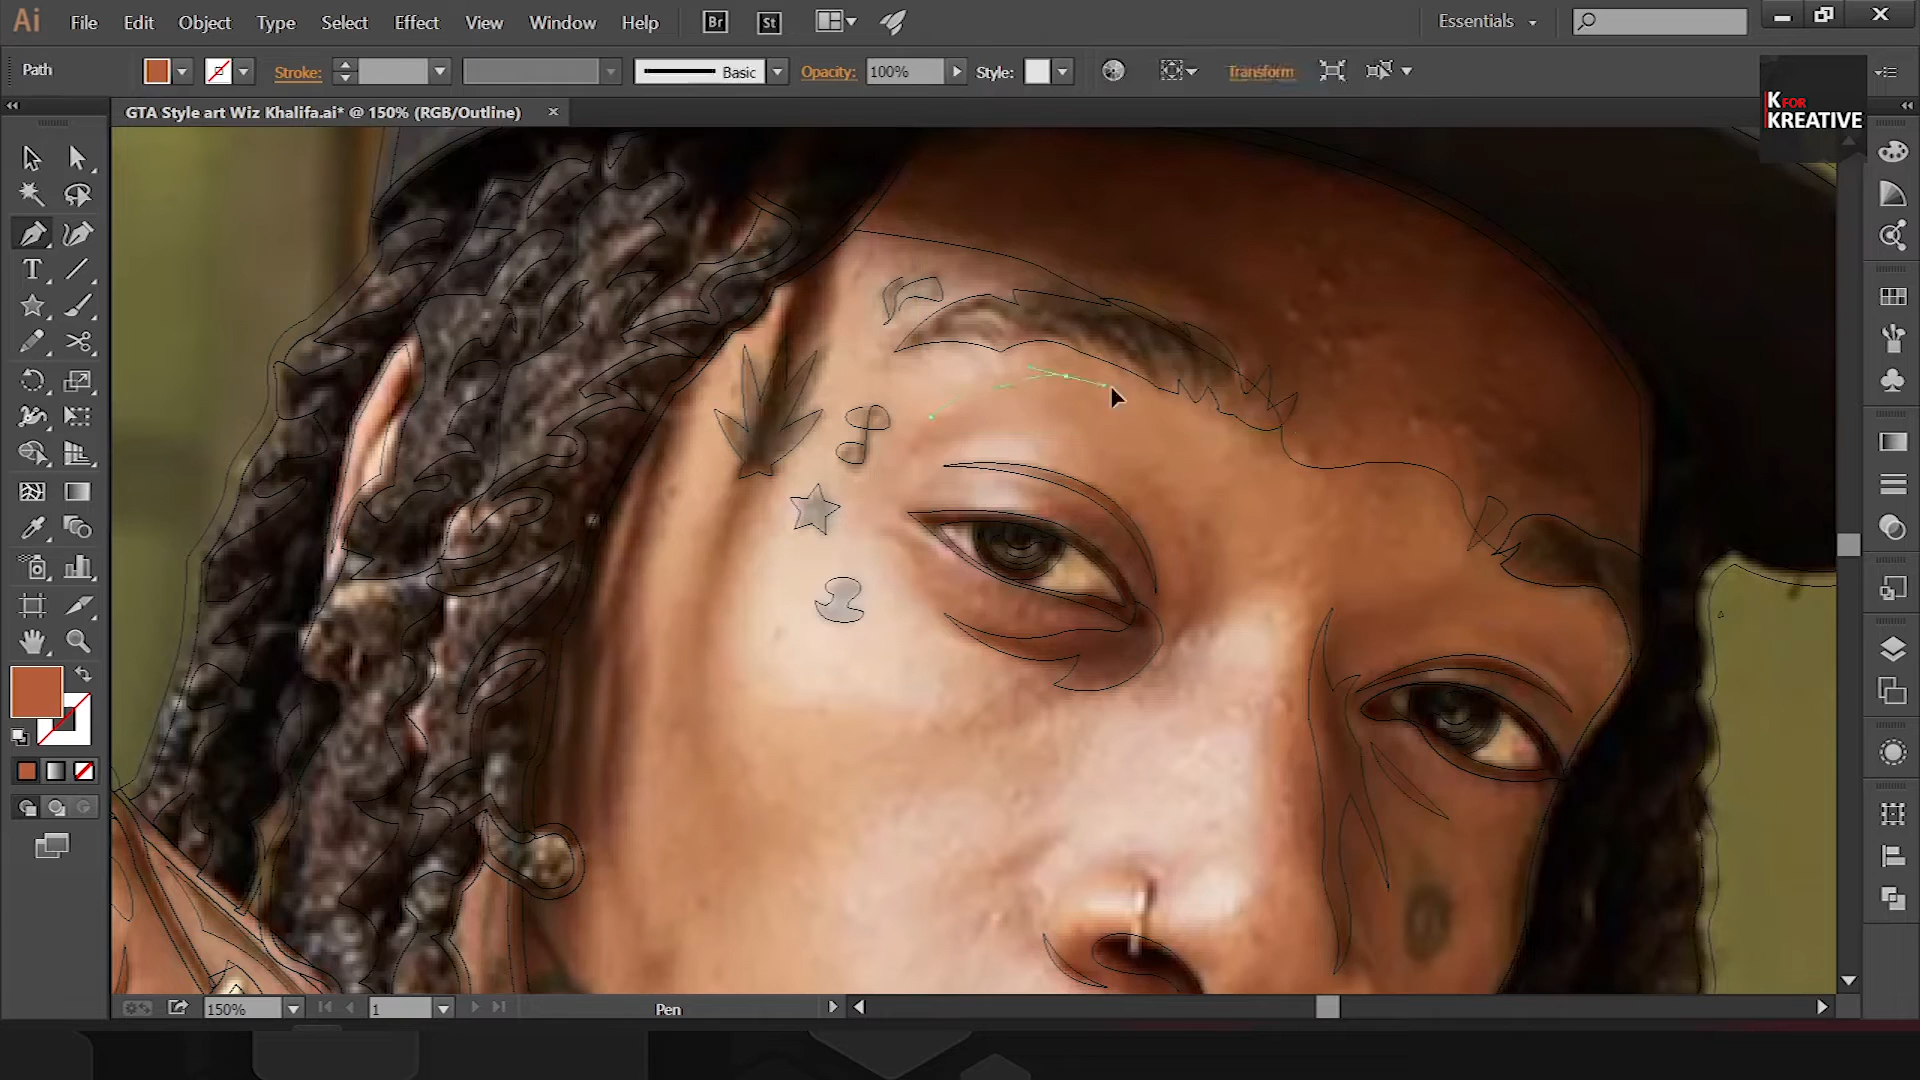 Ai File Edit Object Type Select Effect View Window Help Br St Essentials
Path Stroke: Basic Opacity: 100% Style: Transform
K FOR
KREATIVE
GTA Style art Wiz Khalifa.ai* @ 150% (RGB/Outline) ×
T
150% 1 Pen